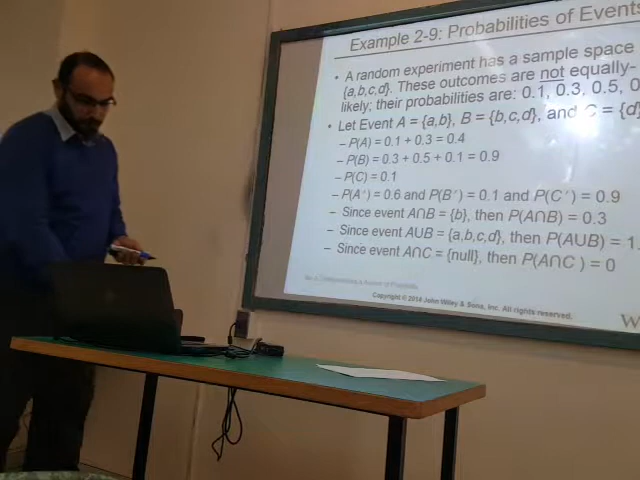 Example 2-9: Probabilities of Events
• A random experiment has a sample space
{a,b,c,d}. These outcomes are not equally-
likely; their probabilities are: 0.1, 0.3, 0.5, 0
• Let Event A = {a,b}, B = {b,c,d}, and C = {d}
– P(A) = 0.1 + 0.3 = 0.4
– P(B) = 0.3 + 0.5 + 0.1 = 0.9
– P(C) = 0.1
– P(A′) = 0.6 and P(B′) = 0.1 and P(C′) = 0.9
– Since event A∩B = {b}, then P(A∩B) = 0.3
– Since event A∪B = {a,b,c,d}, then P(A∪B) = 1.
– Since event A∩C = {null}, then P(A∩C ) = 0
Copyright © 2014 John Wiley & Sons, Inc. All rights reserved.
W